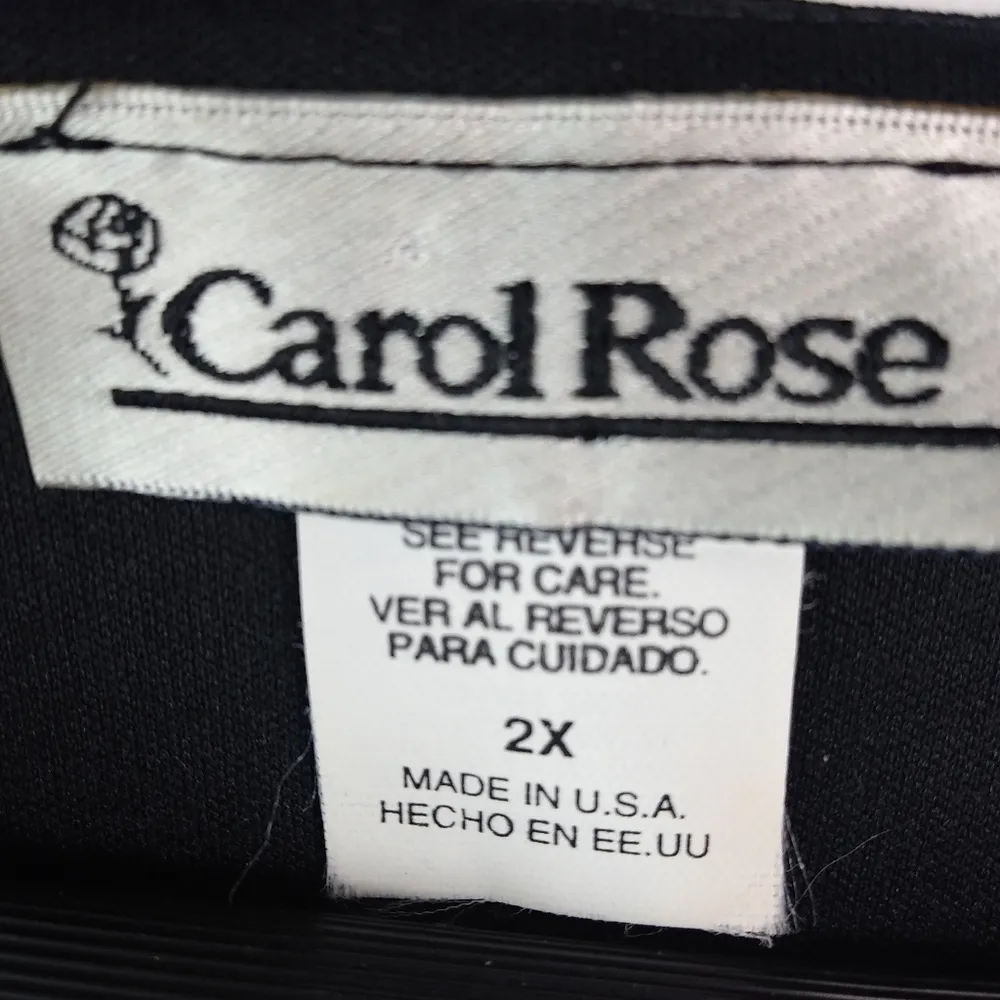 Carol Rose
SEE REVERSE
FOR CARE.
VER AL REVERSO
PARA CUIDADO.
2X
MADE IN U.S.A.
HECHO EN EE.UU